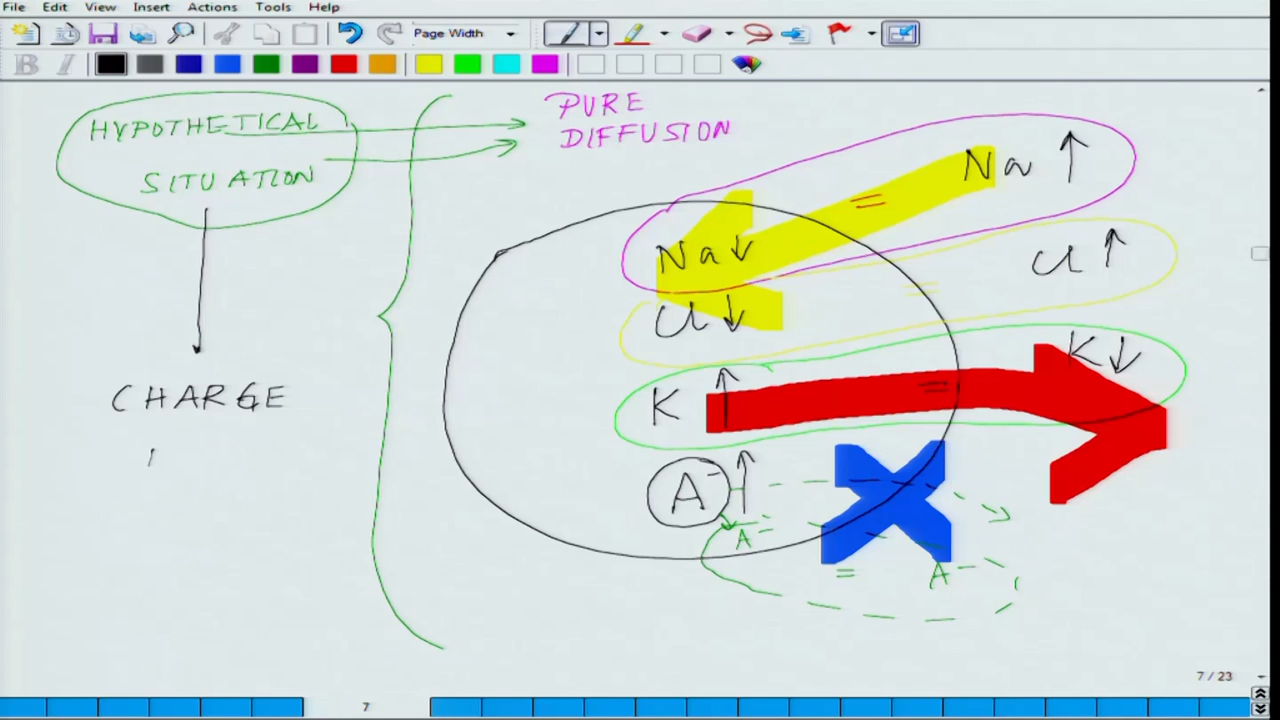 File Edit View Insert Actions Tools Help
Page Width
B I
HYPOTHETICAL
SITUATION
CHARGE
PURE
DIFFUSION
Na ↑
=
Na ↓
Cl ↑
=
Cl ↓
K ↓
K ↑
=
A⁻ ↑
A⁻
= A⁻
7 / 23
7